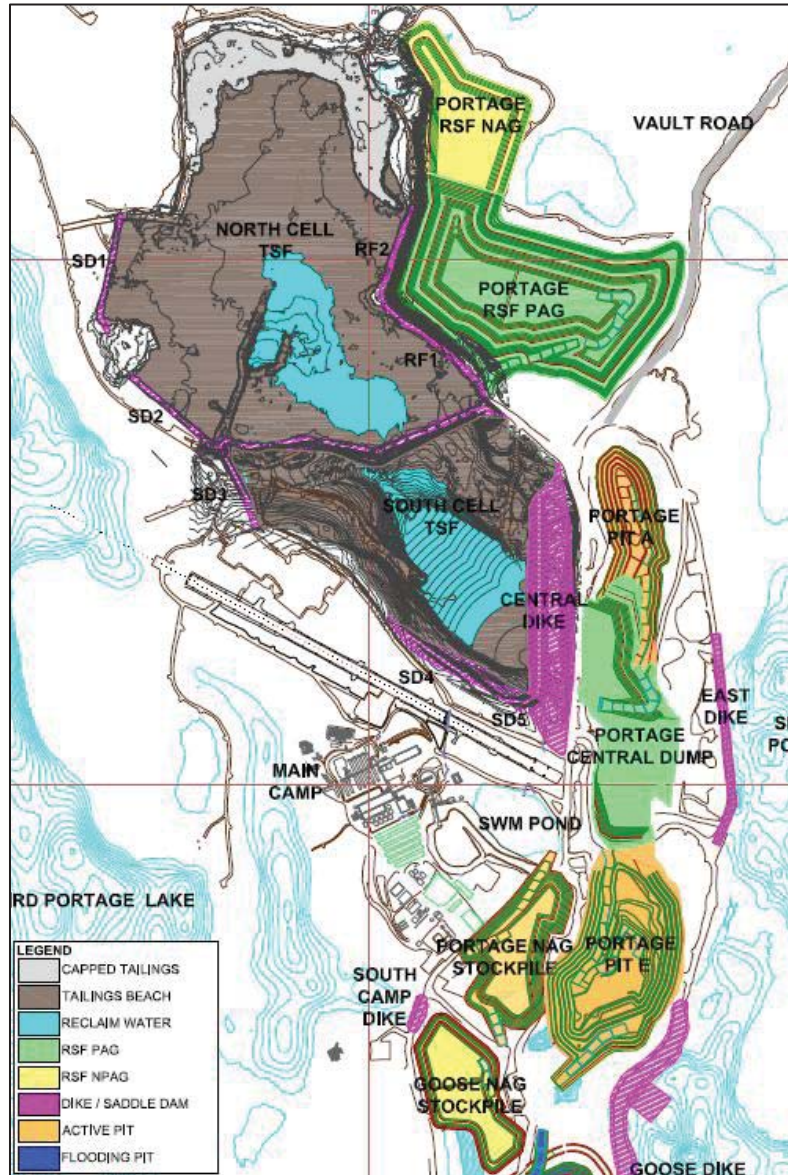 PORTAGE
RSF NAG
VAULT ROAD
NORTH CELL
TSF
RF2
SD1
PORTAGE
RSF PAG
RF1
SD2
SD3
SOUTH CELL
TSF
PORTAGE
PIT A
CENTRAL
DIKE
SD4
SD5
EAST
DIKE
PORTAGE
CENTRAL DUMP
MAIN
CAMP
SWM POND
RD PORTAGE LAKE
PORTAGE NAG
STOCKPILE
PORTAGE
PIT E
SOUTH
CAMP
DIKE
GOOSE NAG
STOCKPILE
GOOSE DIKE
LEGEND
CAPPED TAILINGS
TAILINGS BEACH
RECLAIM WATER
RSF PAG
RSF NPAG
DIKE / SADDLE DAM
ACTIVE PIT
FLOODING PIT